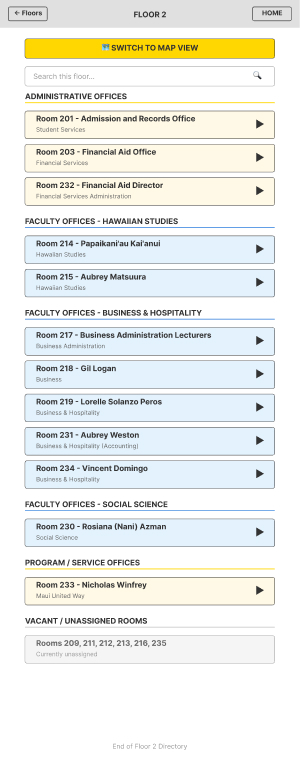 ← Floors
FLOOR 2
HOME
SWITCH TO MAP VIEW
Search this floor...
ADMINISTRATIVE OFFICES
Room 201 - Admission and Records Office
Student Services
Room 203 - Financial Aid Office
Financial Services
Room 232 - Financial Aid Director
Financial Services Administration
FACULTY OFFICES - HAWAIIAN STUDIES
Room 214 - Papaikani'au Kai'anui
Hawaiian Studies
Room 215 - Aubrey Matsuura
Hawaiian Studies
FACULTY OFFICES - BUSINESS & HOSPITALITY
Room 217 - Business Administration Lecturers
Business Administration
Room 218 - Gil Logan
Business
Room 219 - Lorelle Solanzo Peros
Business & Hospitality
Room 231 - Aubrey Weston
Business & Hospitality (Accounting)
Room 234 - Vincent Domingo
Business & Hospitality
FACULTY OFFICES - SOCIAL SCIENCE
Room 230 - Rosiana (Nani) Azman
Social Science
PROGRAM / SERVICE OFFICES
Room 233 - Nicholas Winfrey
Maui United Way
VACANT / UNASSIGNED ROOMS
Rooms 209, 211, 212, 213, 216, 235
Currently unassigned
End of Floor 2 Directory